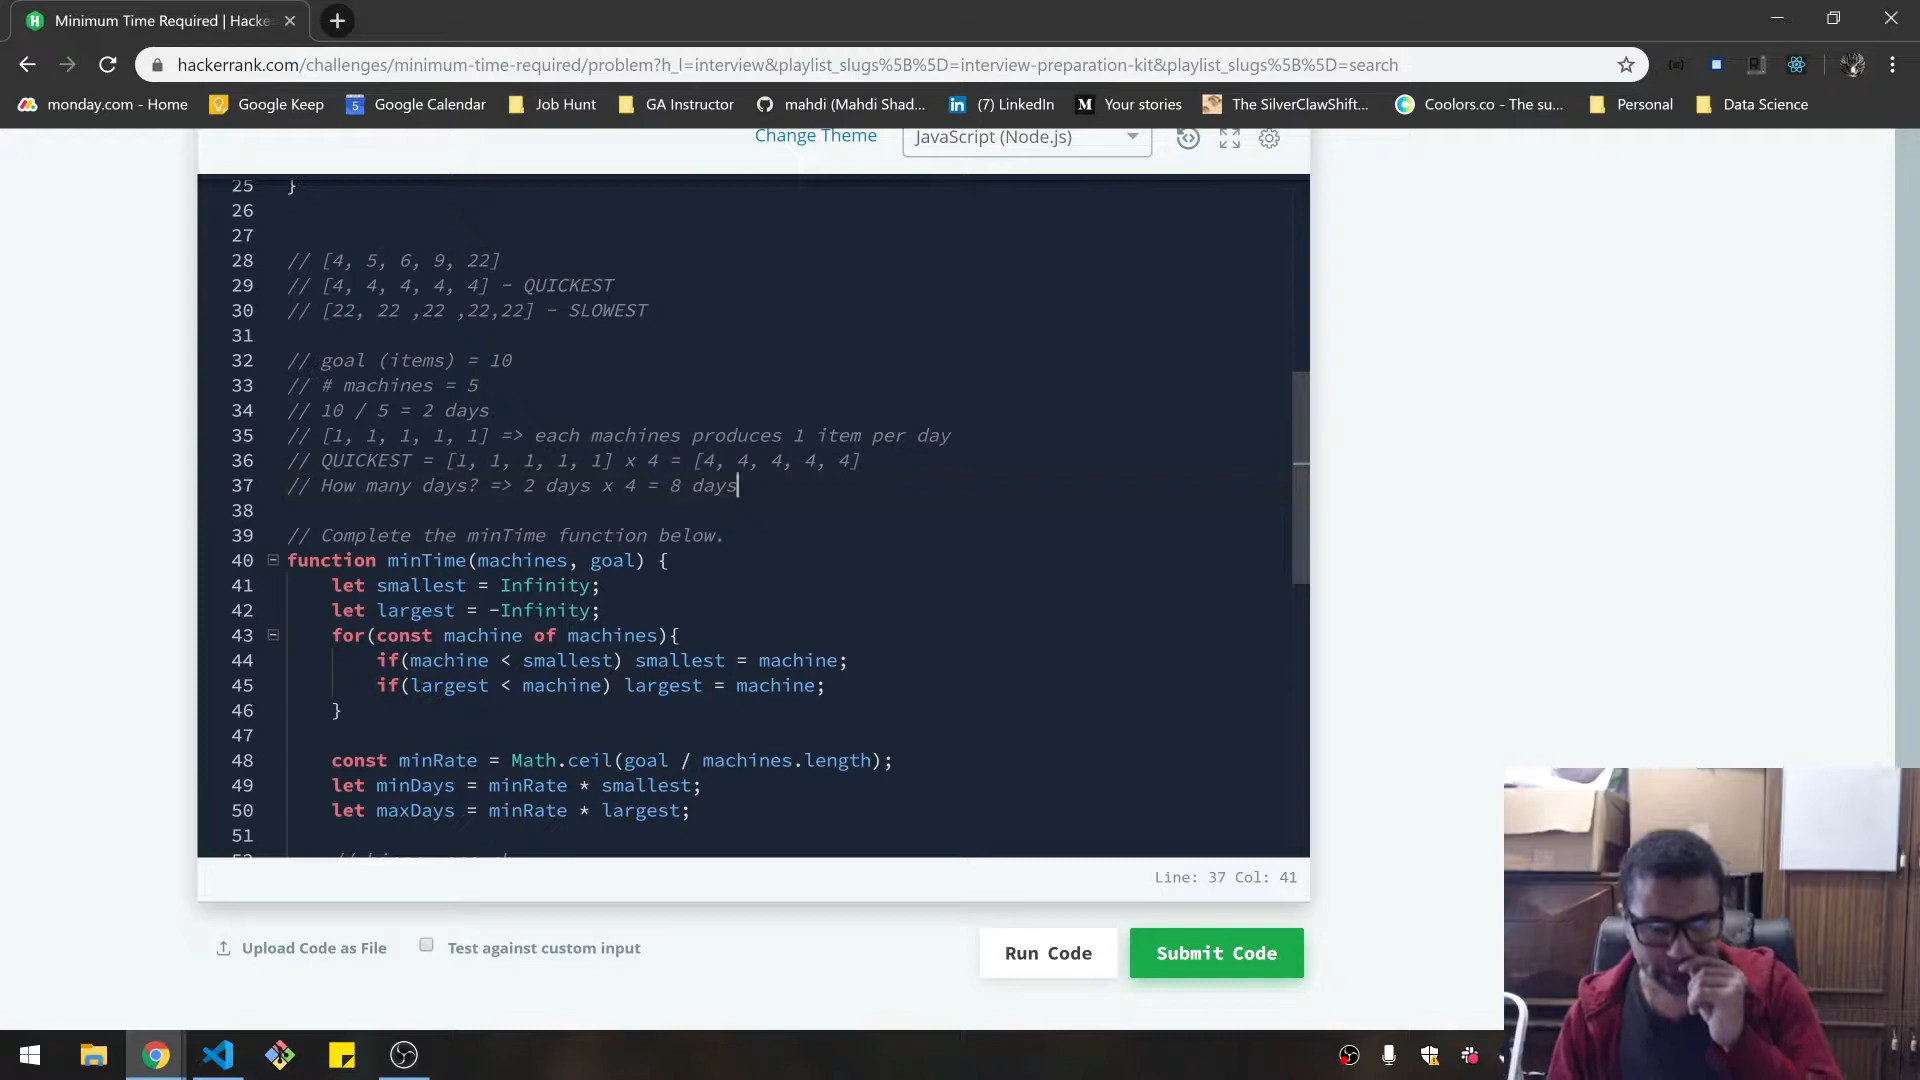 Minimum Time Required | Hacke
hackerrank.com/challenges/minimum-time-required/problem?h_l=interview&playlist_slugs%5B%5D=interview-preparation-kit&playlist_slugs%5B%5D=search
monday.com - Home Google Keep 5 Google Calendar Job Hunt GA Instructor mahdi (Mahdi Shad... (7) LinkedIn Your stories The SilverClawShift... Coolors.co - The su... Personal Data Science
Change Theme JavaScript (Node.js)
25 }
26
27
28 // [4, 5, 6, 9, 22]
29 // [4, 4, 4, 4, 4] - QUICKEST
30 // [22, 22 ,22 ,22,22] - SLOWEST
31
32 // goal (items) = 10
33 // # machines = 5
34 // 10 / 5 = 2 days
35 // [1, 1, 1, 1, 1] => each machines produces 1 item per day
36 // QUICKEST = [1, 1, 1, 1, 1] x 4 = [4, 4, 4, 4, 4]
37 // How many days? => 2 days x 4 = 8 days
38
39 // Complete the minTime function below.
40 function minTime(machines, goal) {
41 let smallest = Infinity;
42 let largest = -Infinity;
43 for(const machine of machines){
44 if(machine < smallest) smallest = machine;
45 if(largest < machine) largest = machine;
46 }
47
48 const minRate = Math.ceil(goal / machines.length);
49 let minDays = minRate * smallest;
50 let maxDays = minRate * largest;
51
Line: 37 Col: 41
Upload Code as File Test against custom input Run Code Submit Code